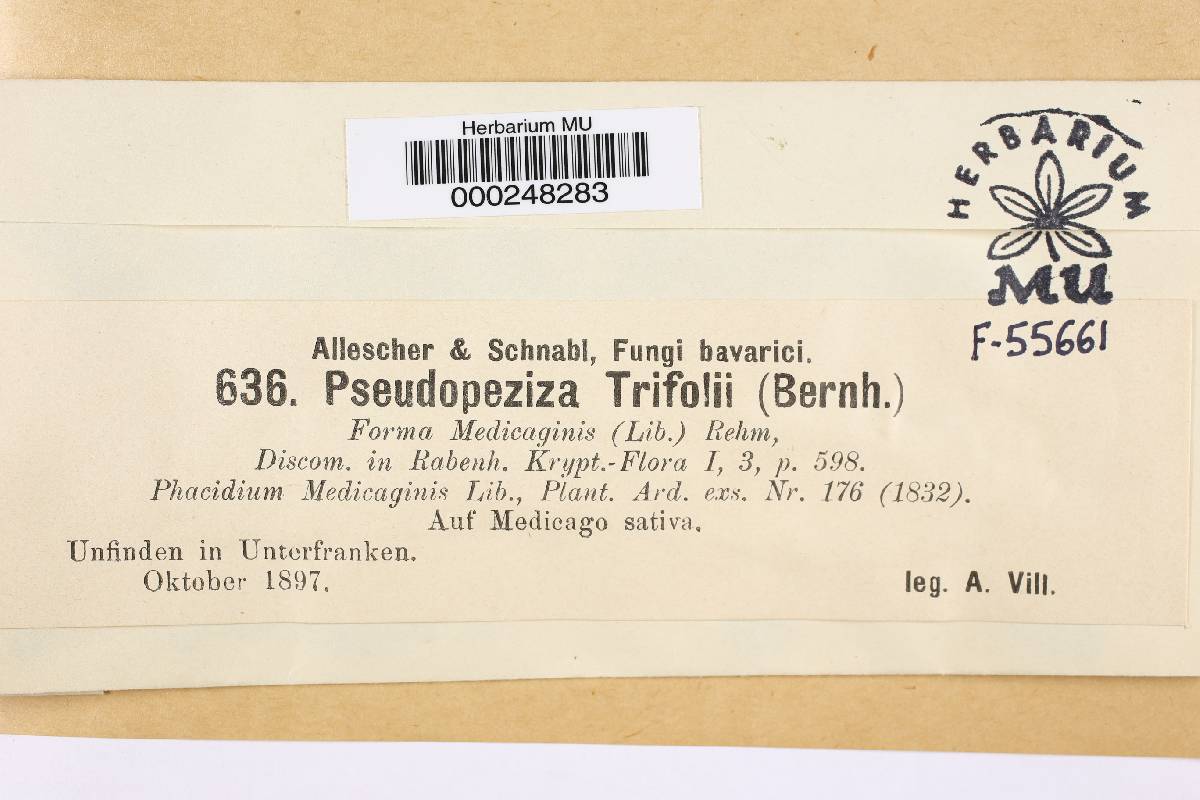 Herbarium MU
000248283
HERBARIUM
MU
F-55661
Allescher & Schnabl, Fungi bavarici.
636. Pseudopeziza Trifolii (Bernh.)
Forma Medicaginis (Lib.) Rehm,
Discom. in Rabenh. Krypt.-Flora I, 3, p. 598.
Phacidium Medicaginis Lib., Plant. Ard. exs. Nr. 176 (1832).
Auf Medicago sativa.
Unfinden in Unterfranken.
Oktober 1897.
leg. A. Vill.